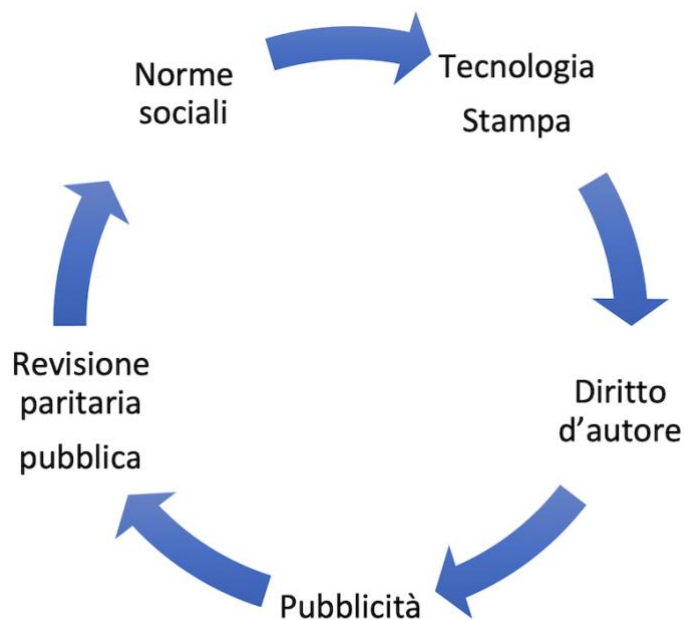 Norme
sociali
Tecnologia
Stampa
Diritto
d’autore
Pubblicità
Revisione
paritaria
pubblica